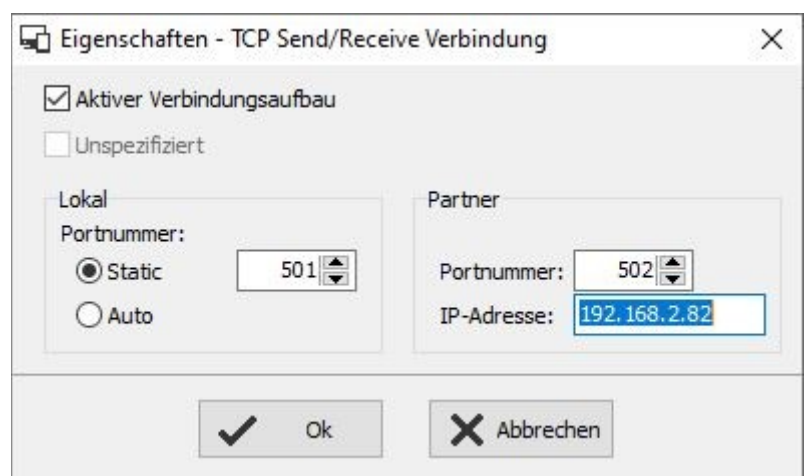 Eigenschaften - TCP Send/Receive Verbindung
Aktiver Verbindungsaufbau
Unspezifiziert
Lokal
Portnummer:
Static 501
Auto
Partner
Portnummer: 502
IP-Adresse: 192.168.2.82
Ok Abbrechen